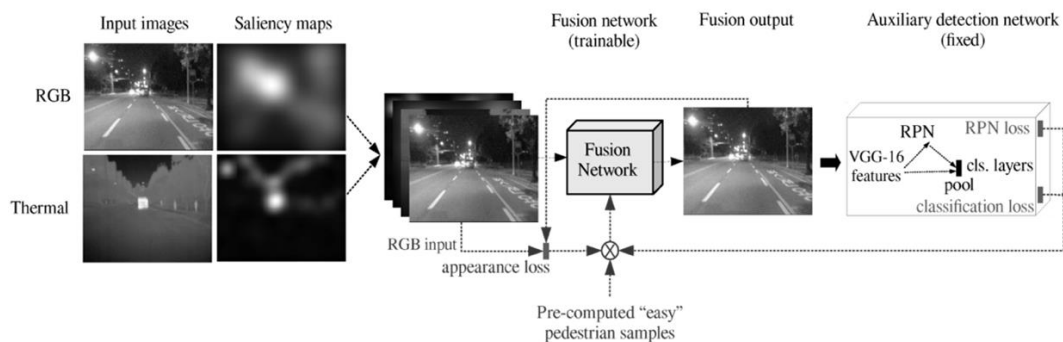 Input images
Saliency maps
Fusion network
(trainable)
Fusion output
Auxiliary detection network
(fixed)
RGB
Thermal
RGB input
appearance loss
Fusion
Network
Pre-computed “easy”
pedestrian samples
RPN loss
RPN
VGG-16
features
cls. layers
pool
classification loss